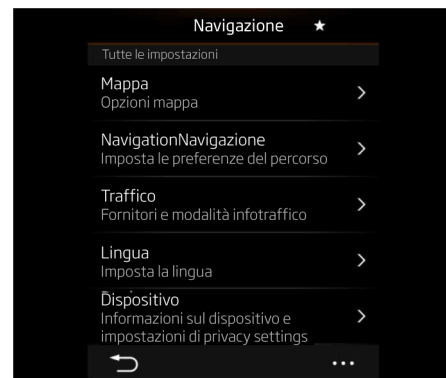 Navigazione
Tutte le impostazioni
Mappa
Opzioni mappa
NavigationNavigazione
Imposta le preferenze del percorso
Traffico
Fornitori e modalità infotraffico
Lingua
Imposta la lingua
Dispositivo
Informazioni sul dispositivo e
impostazioni di privacy settings